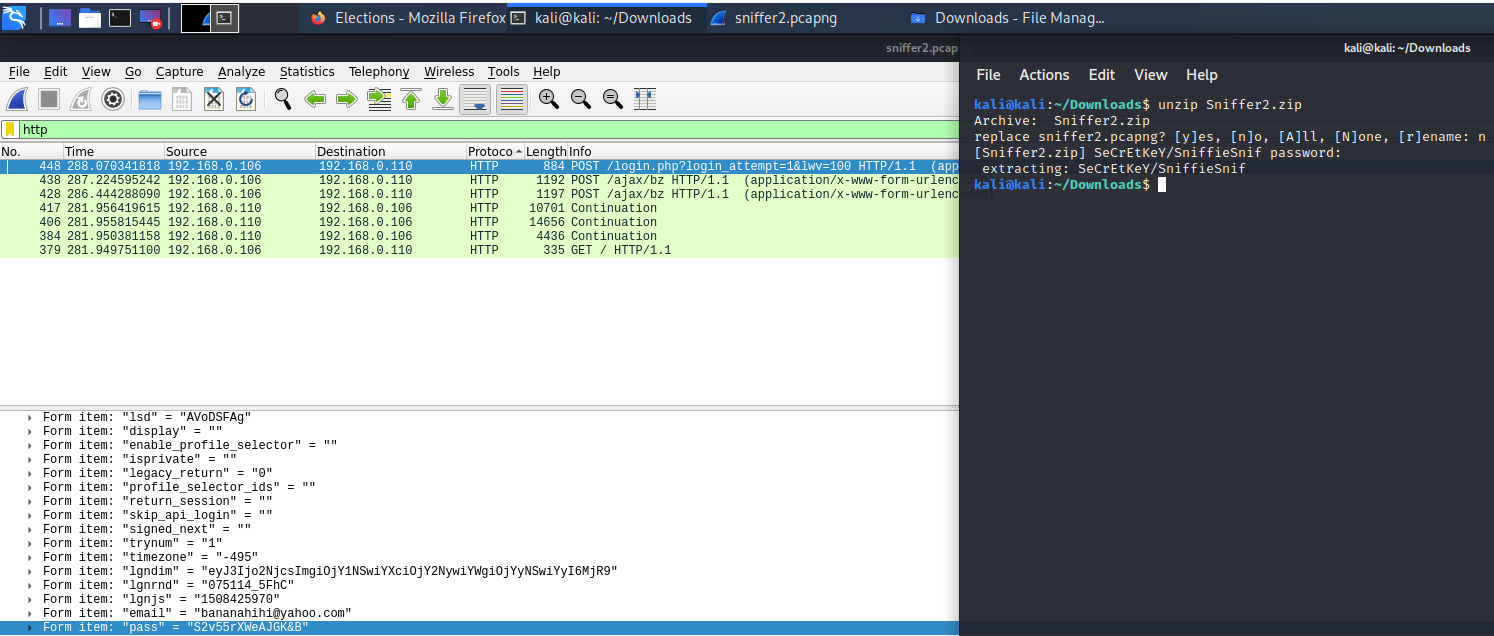 Elections - Mozilla Firefox kali@kali: ~/Downloads sniffer2.pcapng Downloads - File Manag...
sniffer2.pcap
File Edit View Go Capture Analyze Statistics Telephony Wireless Tools Help
http
No. Time Source Destination Protoco Length Info
448 288.070341818 192.168.0.106 192.168.0.110 HTTP 884 POST /login.php?login_attempt=1&lwv=100 HTTP/1.1 (app
438 287.224595242 192.168.0.106 192.168.0.110 HTTP 1192 POST /ajax/bz HTTP/1.1 (application/x-www-form-urlenc
428 286.444288090 192.168.0.106 192.168.0.110 HTTP 1197 POST /ajax/bz HTTP/1.1 (application/x-www-form-urlencoded)
417 281.956419615 192.168.0.110 192.168.0.106 HTTP 10701 Continuation
406 281.955815445 192.168.0.110 192.168.0.106 HTTP 14656 Continuation
384 281.950381158 192.168.0.110 192.168.0.106 HTTP 4436 Continuation
379 281.949751100 192.168.0.106 192.168.0.110 HTTP 335 GET / HTTP/1.1
Form item: "lsd" = "AVoDSFAg"
Form item: "display" = ""
Form item: "enable_profile_selector" = ""
Form item: "isprivate" = ""
Form item: "legacy_return" = "0"
Form item: "profile_selector_ids" = ""
Form item: "return_session" = ""
Form item: "skip_api_login" = ""
Form item: "signed_next" = ""
Form item: "trynum" = "1"
Form item: "timezone" = "-495"
Form item: "lgndim" = "eyJ3Ijo2NjcsImgiOjY1NSwiYXciOjY2NywiYWgiOjYyNSwiYyI6MjR9"
Form item: "lgnrnd" = "075114_5FhC"
Form item: "lgnjs" = "1508425970"
Form item: "email" = "bananahihi@yahoo.com"
Form item: "pass" = "S2v55rXWeAJGK&B"
kali@kali: ~/Downloads
File Actions Edit View Help
kali@kali:~/Downloads$ unzip Sniffer2.zip
Archive:  Sniffer2.zip
replace sniffer2.pcapng? [y]es, [n]o, [A]ll, [N]one, [r]ename: n
[Sniffer2.zip] SeCrEtKeY/SniffieSnif password:
extracting: SeCrEtKeY/SniffieSnif
kali@kali:~/Downloads$